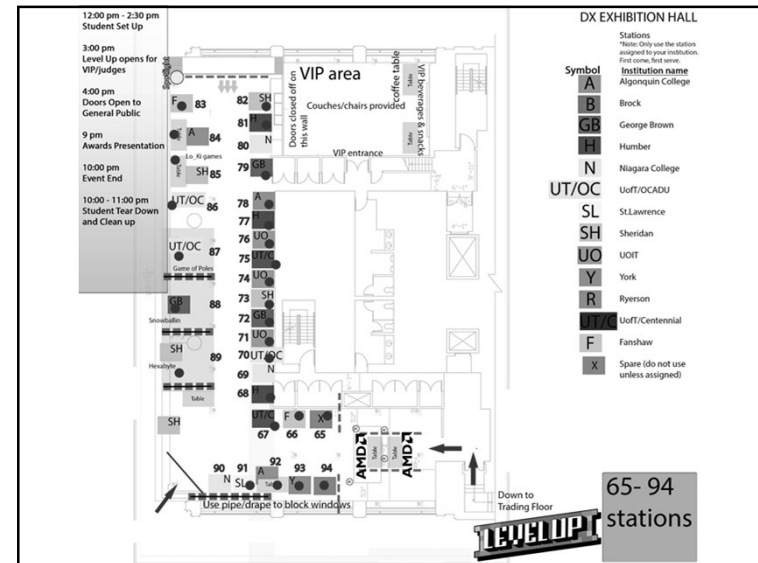 12:00 pm - 2:30 pm
Student Set Up
3:00 pm
Level Up opens for
VIP/judges
4:00 pm
Doors Open to
General Public
9 pm
Awards Presentation
10:00 pm
Event End
10:00 - 11:00 pm
Student Tear Down
and Clean up
DX EXHIBITION HALL
Stations
*Note: Only use the station
assigned to your institution.
First come, first serve.
Symbol Institution name
A Algonquin College
B Brock
GB George Brown
H Humber
N Niagara College
UT/OC UofT/OCADU
SL St.Lawrence
SH Sheridan
UO UOIT
Y York
R Ryerson
UT/C UofT/Centennial
F Fanshaw
X Spare (do not use
unless assigned)
VIP area
Couches/chairs provided
coffee table
VIP beverages & snacks
Table
Table
Doors closed off on
this wall
VIP entrance
F 83
A 84
Lo_Ki games
Table
SH 85
UT/OC 86
UT/OC 87
Game of Poles
GB 88
Snowballin
SH 89
Hexabyte
Table
SH
82 SH
81 H
80 N
79 GB
78 A
77 H
76 UO
75 UT/C
74 UO
73 SH
72 GB
71 UO
70 UT/OC
69 N
68 H
UT/C F X
67 66 65
90 91 92 93 94
N SL A Y
AMD
Table
Table
AMD
Use pipe/drape to block windows
Down to
Trading Floor
LEVEL UP
65- 94
stations